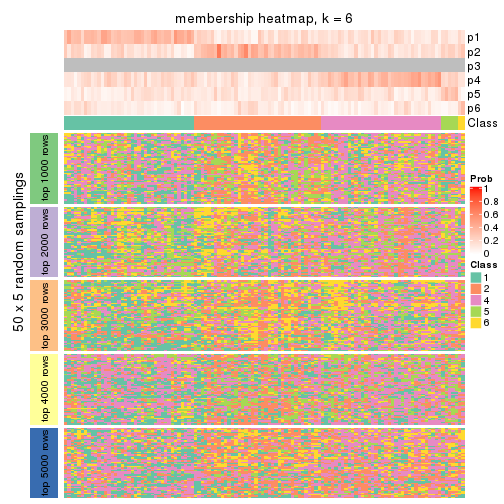 membership heatmap, k = 6
p1
p2
p3
p4
p5
p6
Class
50 x 5 random samplings
top 1000 rows
top 2000 rows
top 3000 rows
top 4000 rows
top 5000 rows
Prob
1
0.8
0.6
0.4
0.2
0
Class
1
2
4
5
6